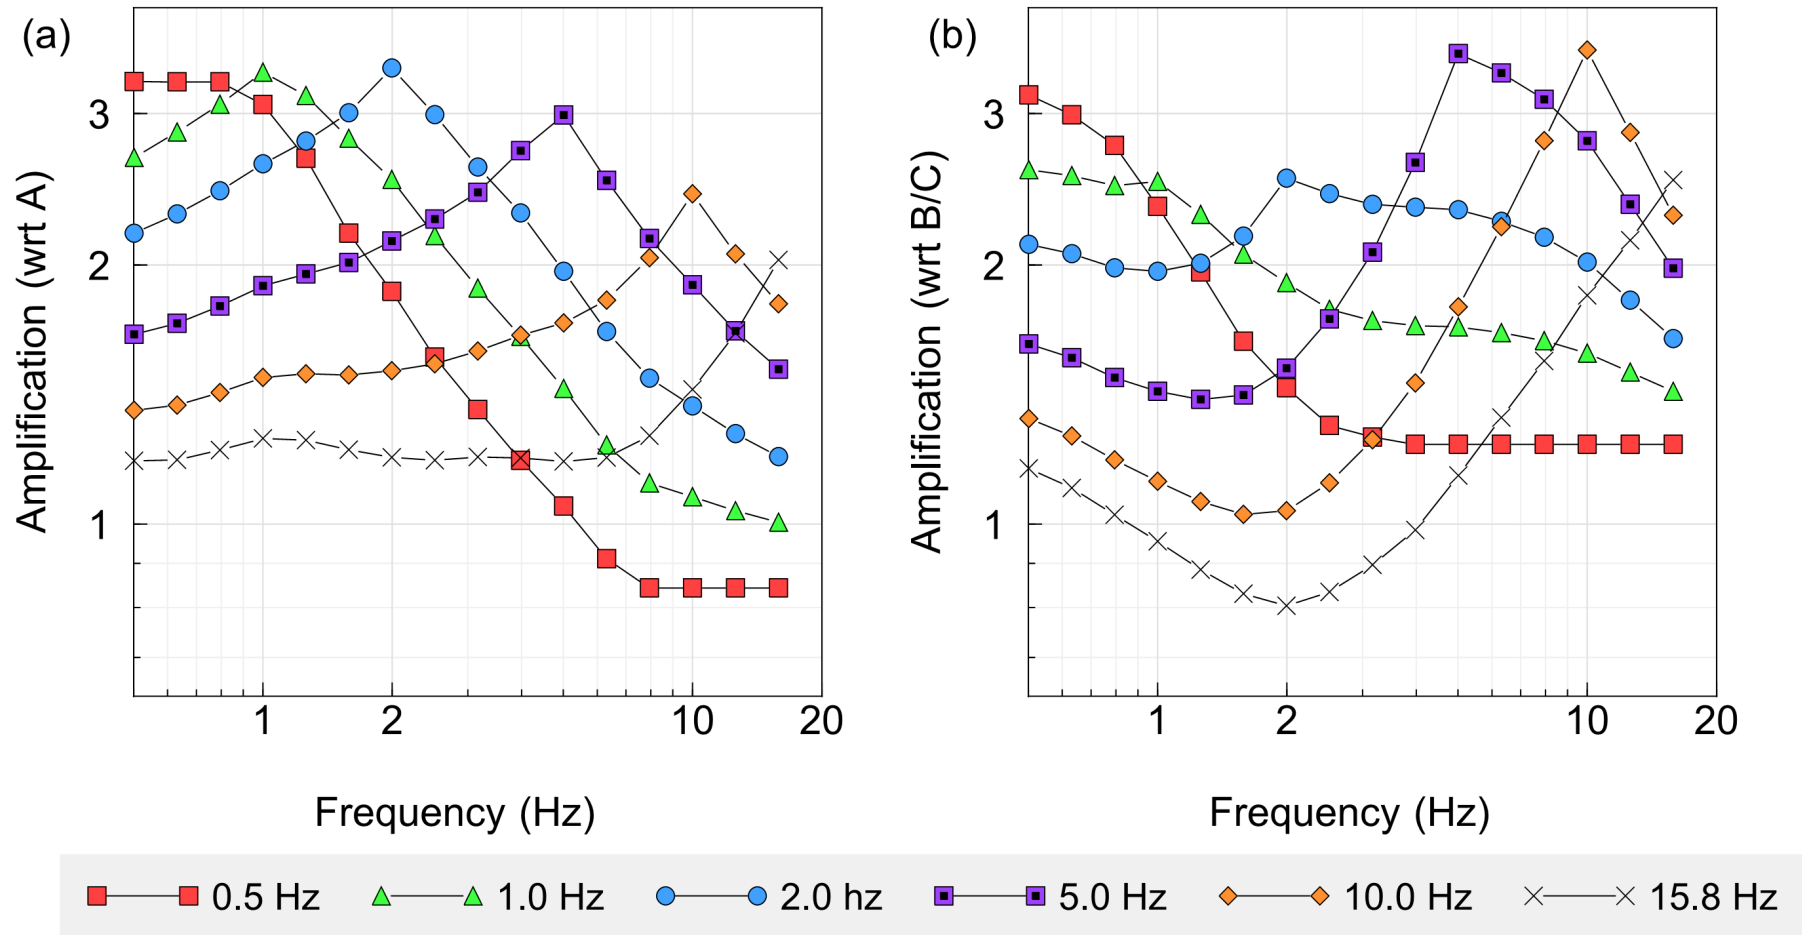 (a)
Amplification (wrt A)
3
2
1
1 2 10 20
Frequency (Hz)
(b)
Amplification (wrt B/C)
3
2
1
1 2 10 20
Frequency (Hz)
0.5 Hz 1.0 Hz 2.0 hz 5.0 Hz 10.0 Hz 15.8 Hz